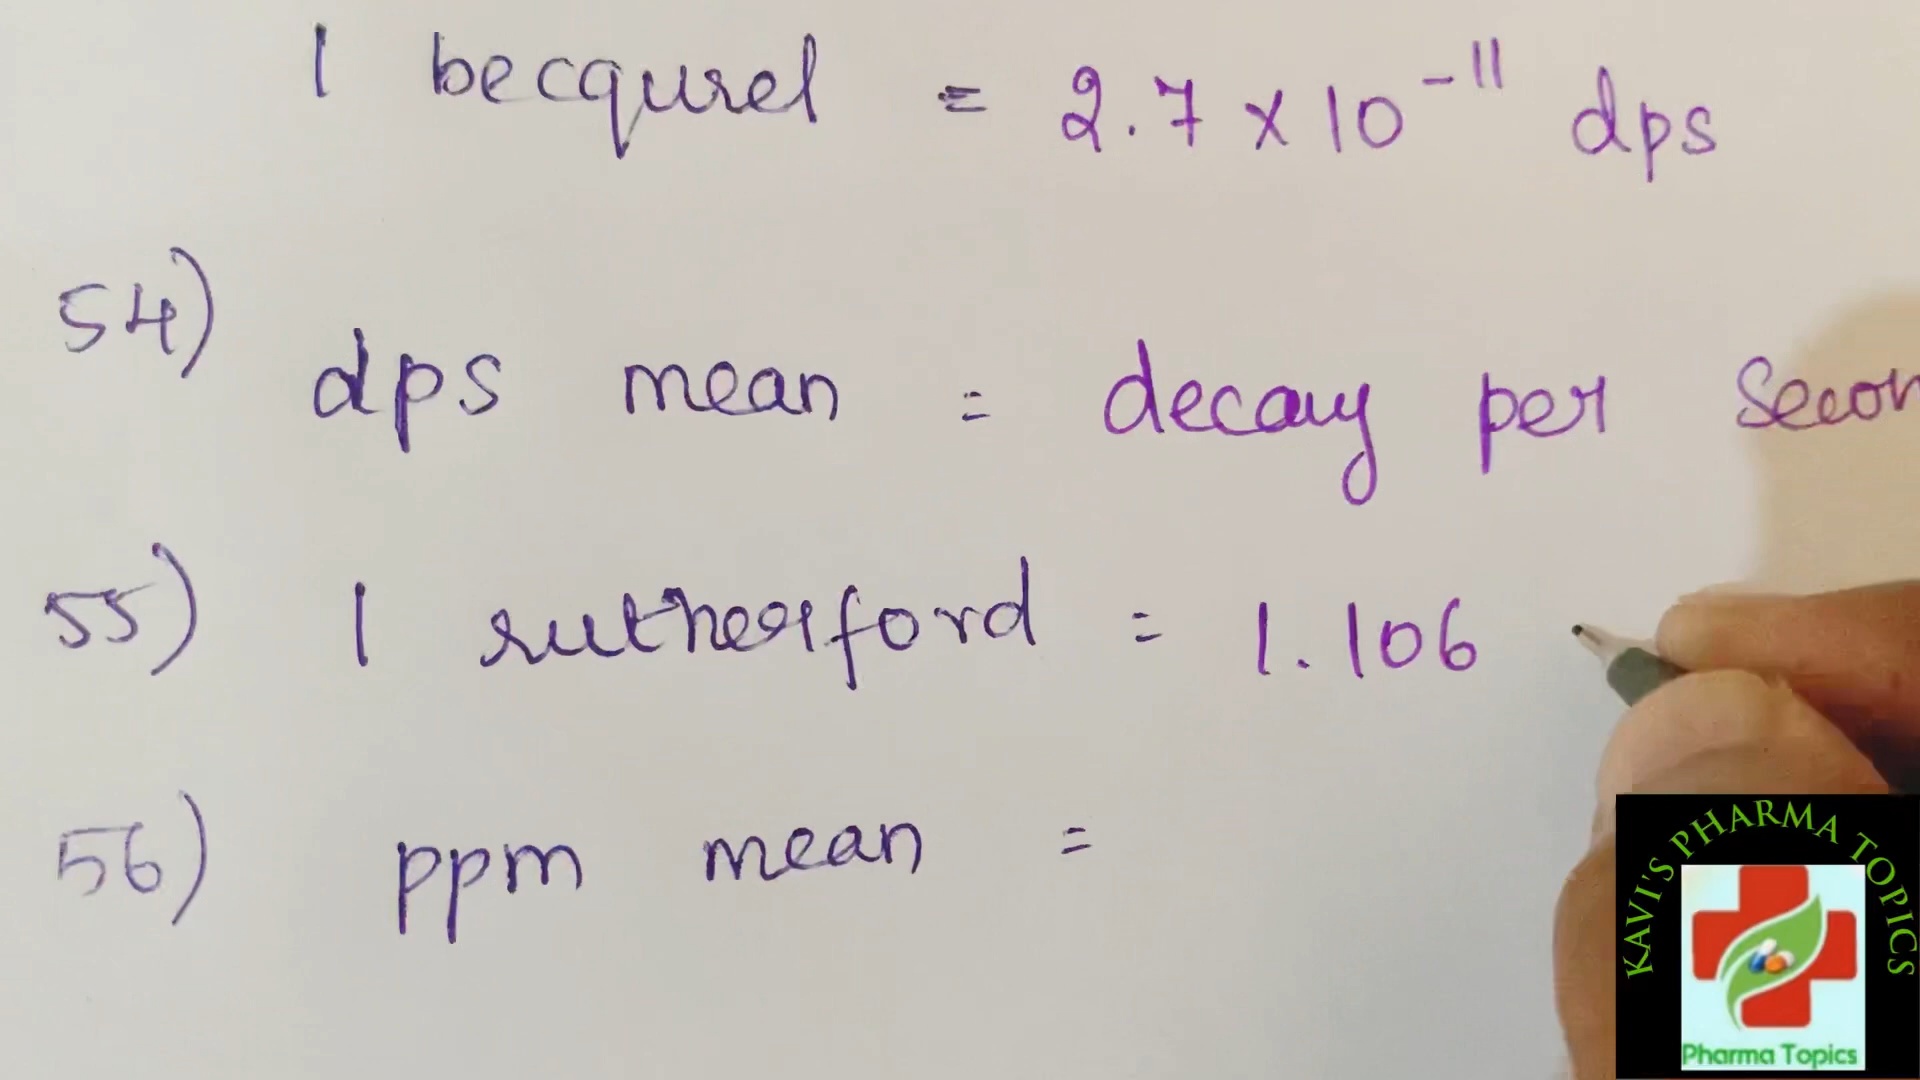 1 becqurel = 2.7 x 10⁻¹¹ dps
54) dps mean = decay per secon
55) 1 rutherford = 1.106
56) ppm mean =
KAVI'S PHARMA TOPICS
Pharma Topics